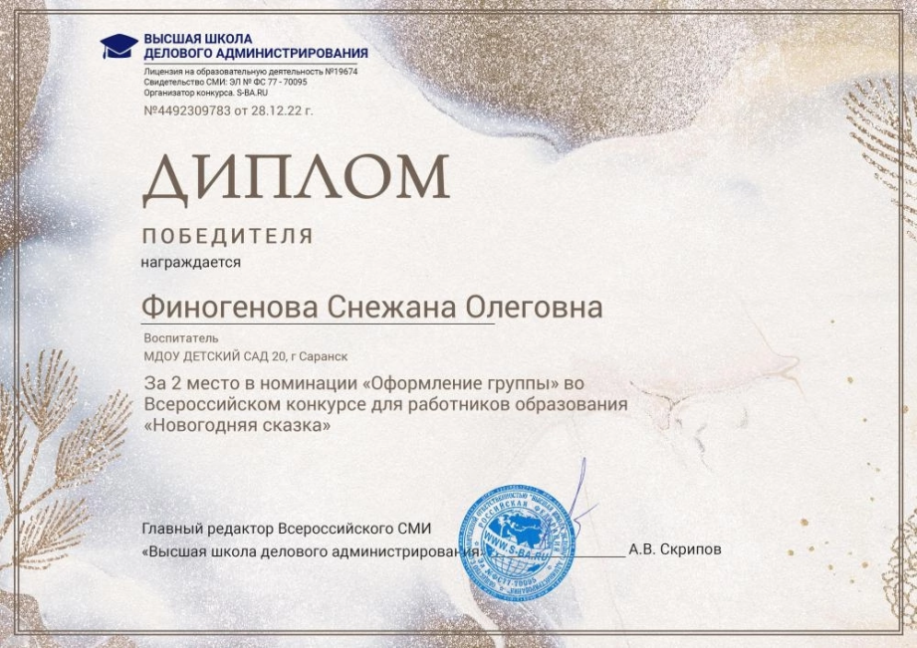 ВЫСШАЯ ШКОЛА
ДЕЛОВОГО АДМИНИСТРИРОВАНИЯ
Лицензия на образовательную деятельность №19674
Свидетельство СМИ: ЭЛ № ФС 77 - 70095
Организатор конкурса. S-BA.RU
№4492309783 от 28.12.22 г.
ДИПЛОМ
ПОБЕДИТЕЛЯ
награждается
Финогенова Снежана Олеговна
Воспитатель
МДОУ ДЕТСКИЙ САД 20, г Саранск
За 2 место в номинации «Оформление группы» во
Всероссийском конкурсе для работников образования
«Новогодняя сказка»
Главный редактор Всероссийского СМИ
«Высшая школа делового администрирования»
А.В. Скрипов
WWW.S-BA.RU